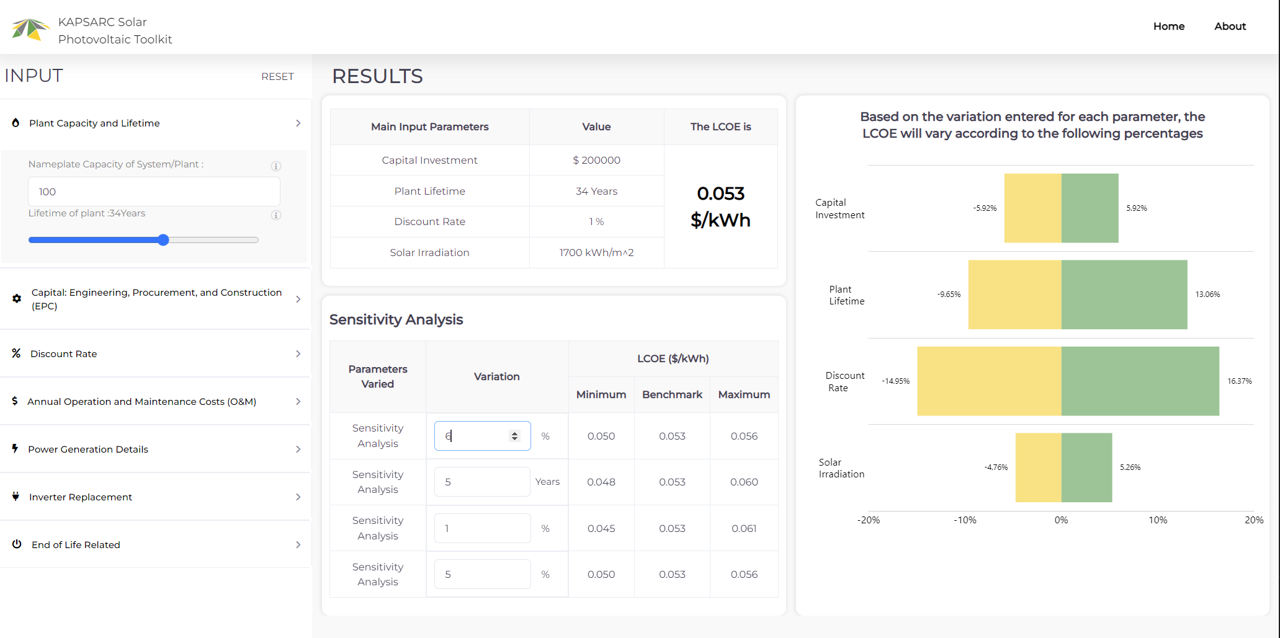 KAPSARC Solar
Photovoltaic Toolkit
Home
About
INPUT
RESET
Plant Capacity and Lifetime
Nameplate Capacity of System/Plant :
100
Lifetime of plant :34Years
Capital: Engineering, Procurement, and Construction
(EPC)
Discount Rate
Annual Operation and Maintenance Costs (O&M)
Power Generation Details
Inverter Replacement
End of Life Related
RESULTS
Main Input Parameters Value The LCOE is
Capital Investment $ 200000
Plant Lifetime 34 Years
Discount Rate 1 %
Solar Irradiation 1700 kWh/m^2
0.053
$/kWh
Sensitivity Analysis
Parameters
Varied
Variation
LCOE ($/kWh)
Minimum Benchmark Maximum
Sensitivity
Analysis
6 % 0.050 0.053 0.056
Sensitivity
Analysis
5 Years 0.048 0.053 0.060
Sensitivity
Analysis
1 % 0.045 0.053 0.061
Sensitivity
Analysis
5 % 0.050 0.053 0.056
Based on the variation entered for each parameter, the
LCOE will vary according to the following percentages
Capital
Investment
-5.92% 5.92%
Plant
Lifetime
-9.65% 13.06%
Discount
Rate
-14.95% 16.37%
Solar
Irradiation
-4.76% 5.26%
-20% -10% 0% 10% 20%